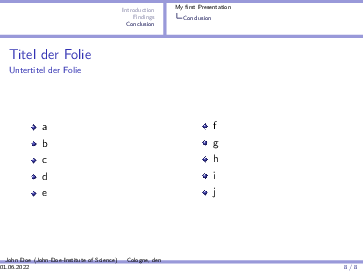 Introduction
Findings
Conclusion
My first Presentation
Conclusion
Titel der Folie
Untertitel der Folie
a
b
c
d
e
f
g
h
i
j
John Doe (John-Doe-Institute of Science) Cologne, den
01.06.2022
8 / 8